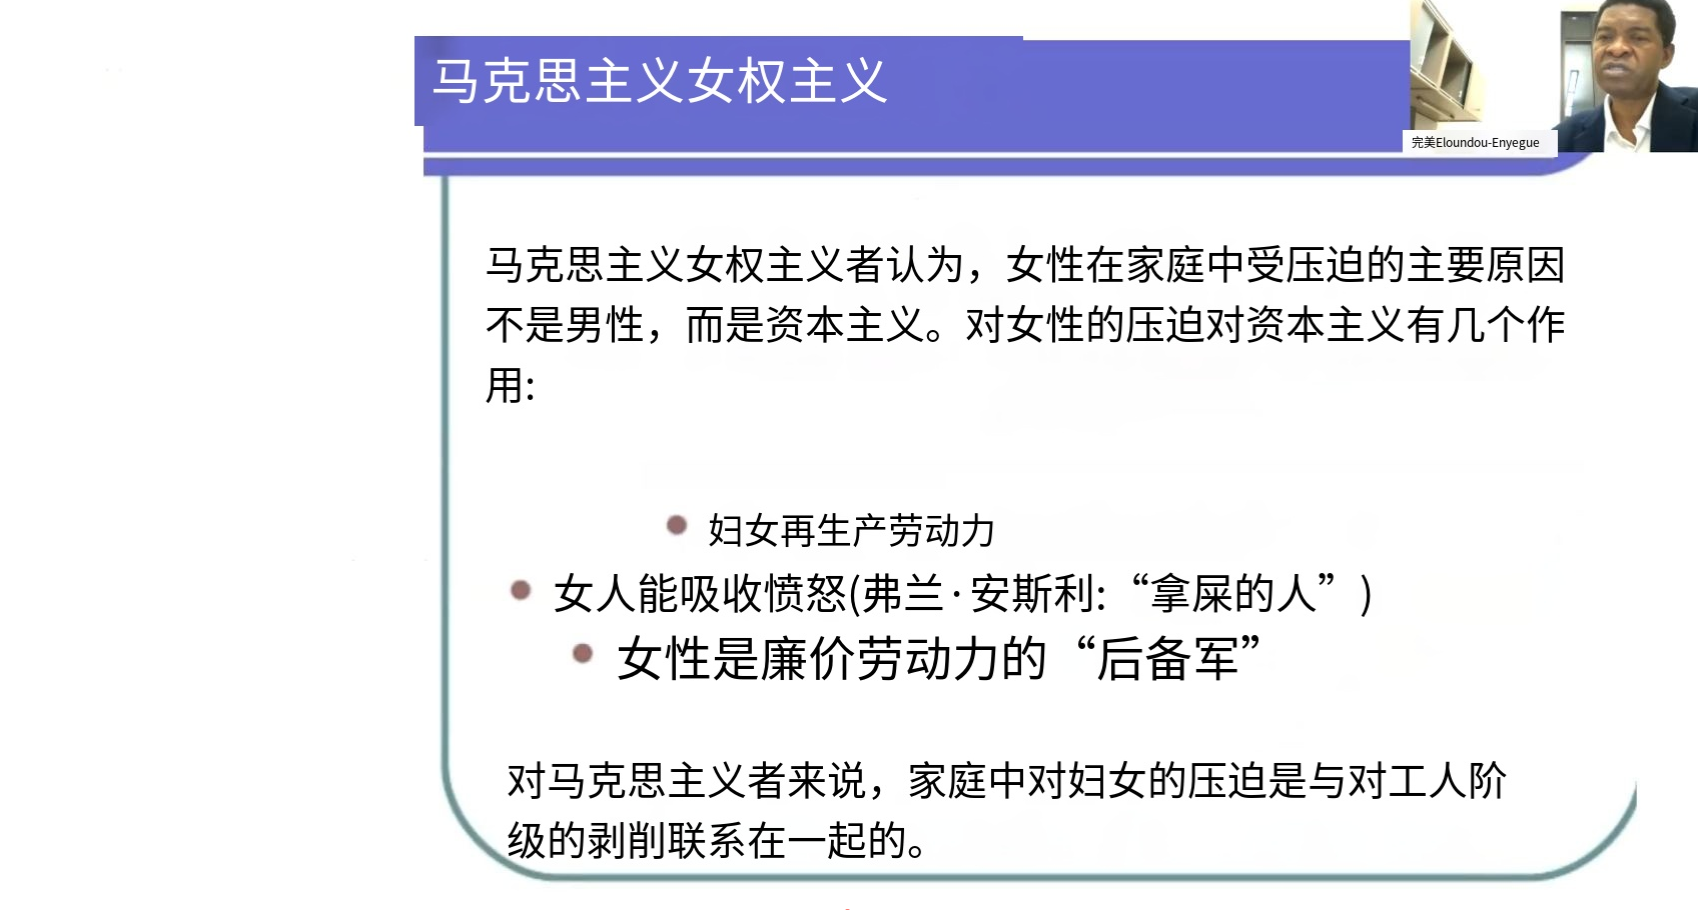 马克思主义女权主义
完美Eloundou-Enyegue
马克思主义女权主义者认为，女性在家庭中受压迫的主要原因
不是男性，而是资本主义。对女性的压迫对资本主义有几个作
用:
妇女再生产劳动力
女人能吸收愤怒(弗兰·安斯利:“拿屎的人”)
女性是廉价劳动力的“后备军”
对马克思主义者来说，家庭中对妇女的压迫是与对工人阶
级的剥削联系在一起的。